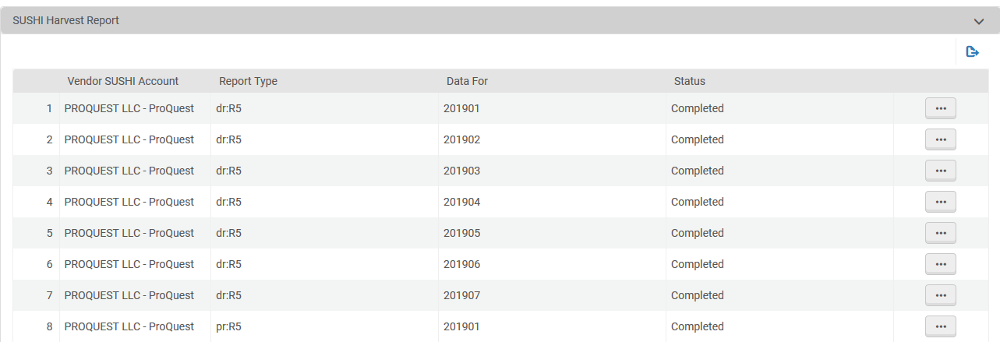 SUSHI Harvest Report
Vendor SUSHI Account Report Type Data For Status
1 PROQUEST LLC - ProQuest dr:R5 201901 Completed
2 PROQUEST LLC - ProQuest dr:R5 201902 Completed
3 PROQUEST LLC - ProQuest dr:R5 201903 Completed
4 PROQUEST LLC - ProQuest dr:R5 201904 Completed
5 PROQUEST LLC - ProQuest dr:R5 201905 Completed
6 PROQUEST LLC - ProQuest dr:R5 201906 Completed
7 PROQUEST LLC - ProQuest dr:R5 201907 Completed
8 PROQUEST LLC - ProQuest pr:R5 201901 Completed